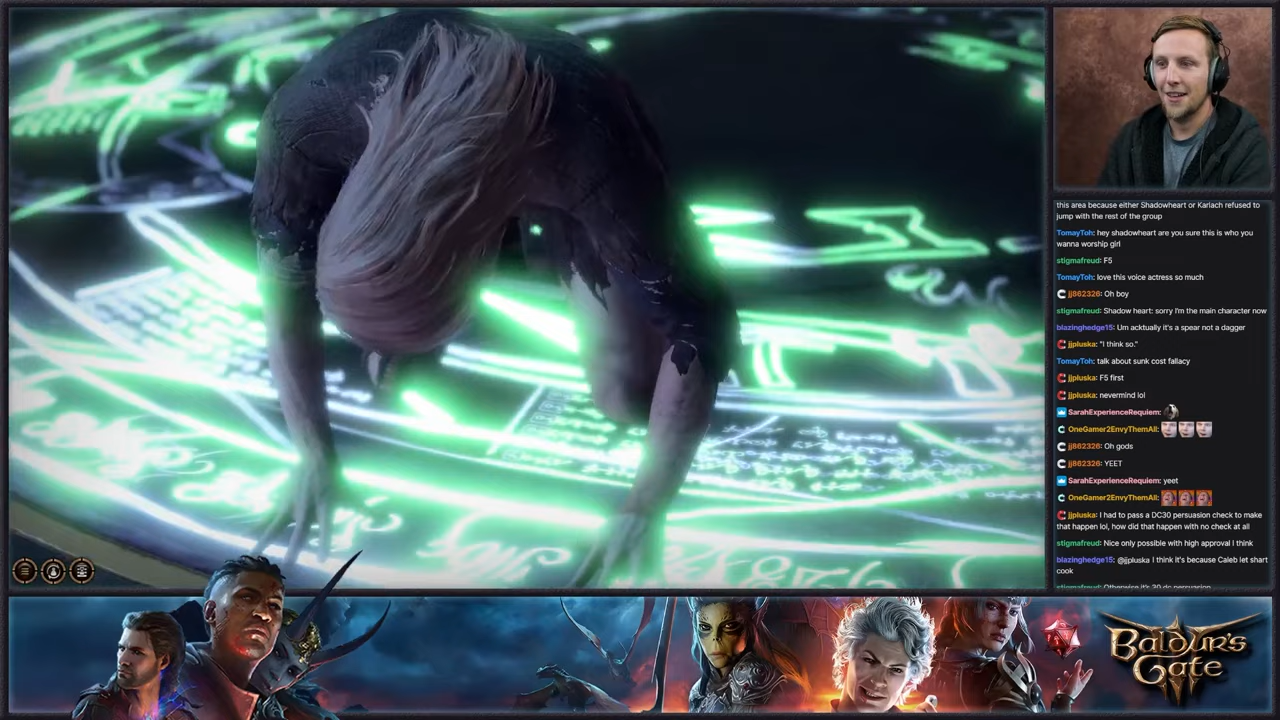 this area because either Shadowheart or Karlach refused to
jump with the rest of the group
TomayToh: hey shadowheart are you sure this is who you
wanna worship girl
stigmafreud: F5
TomayToh: love this voice actress so much
jj862326: Oh boy
stigmafreud: Shadow heart: sorry I'm the main character now
blazinghedge15: Um acktually it's a spear not a dagger
jjpluska: "I think so."
TomayToh: talk about sunk cost fallacy
jjpluska: F5 first
jjpluska: nevermind lol
SarahExperienceRequiem:
OneGamer2EnvyThemAll:
jj862326: Oh gods
jj862326: YEET
SarahExperienceRequiem: yeet
OneGamer2EnvyThemAll:
jjpluska: I had to pass a DC30 persuasion check to make
that happen lol, how did that happen with no check at all
stigmafreud: Nice only possible with high approval I think
blazinghedge15: @jjpluska I think it's because Caleb let shart
cook
stigmafreud: Otherwise it's 30 dc persuasion
Baldur's
Gate